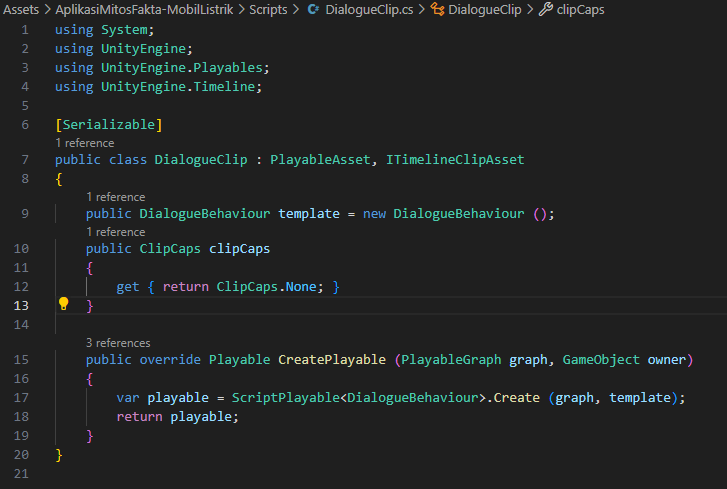 Assets > AplikasiMitosFakta-MobilListrik > Scripts > DialogueClip.cs > DialogueClip > clipCaps
1 using System;
2 using UnityEngine;
3 using UnityEngine.Playables;
4 using UnityEngine.Timeline;
5
6 [Serializable]
1 reference
7 public class DialogueClip : PlayableAsset, ITimelineClipAsset
8 {
1 reference
9 public DialogueBehaviour template = new DialogueBehaviour ();
1 reference
10 public ClipCaps clipCaps
11 {
12 get { return ClipCaps.None; }
13 }
14
3 references
15 public override Playable CreatePlayable (PlayableGraph graph, GameObject owner)
16 {
17 var playable = ScriptPlayable<DialogueBehaviour>.Create (graph, template);
18 return playable;
19 }
20 }
21